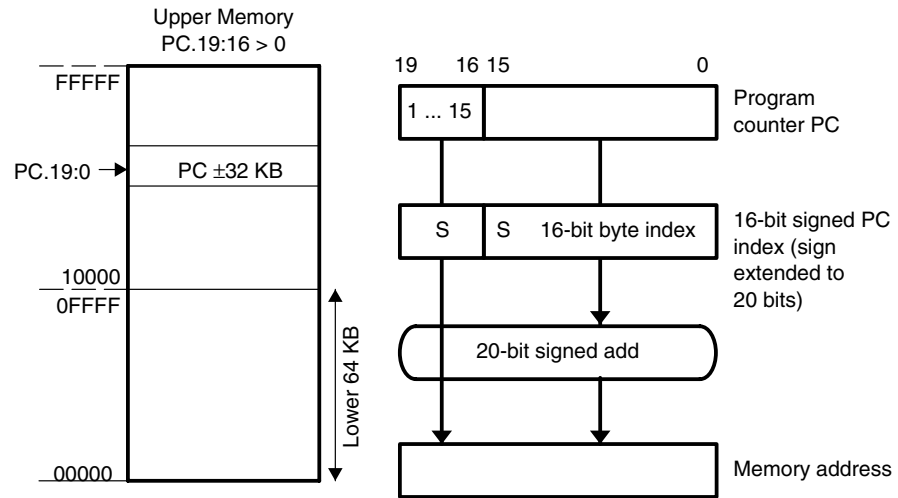 Upper Memory
PC.19:16 > 0
FFFFF
PC.19:0
PC ±32 KB
10000
0FFFF
Lower 64 KB
00000
19 16 15 0
1 ... 15
Program
counter PC
S S 16-bit byte index
16-bit signed PC
index (sign
extended to
20 bits)
20-bit signed add
Memory address